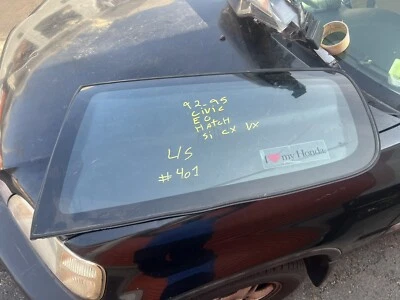 92-95
CIVIC
EG
HATCH
Si CX VX
L/S
#401
I ♥ my Honda